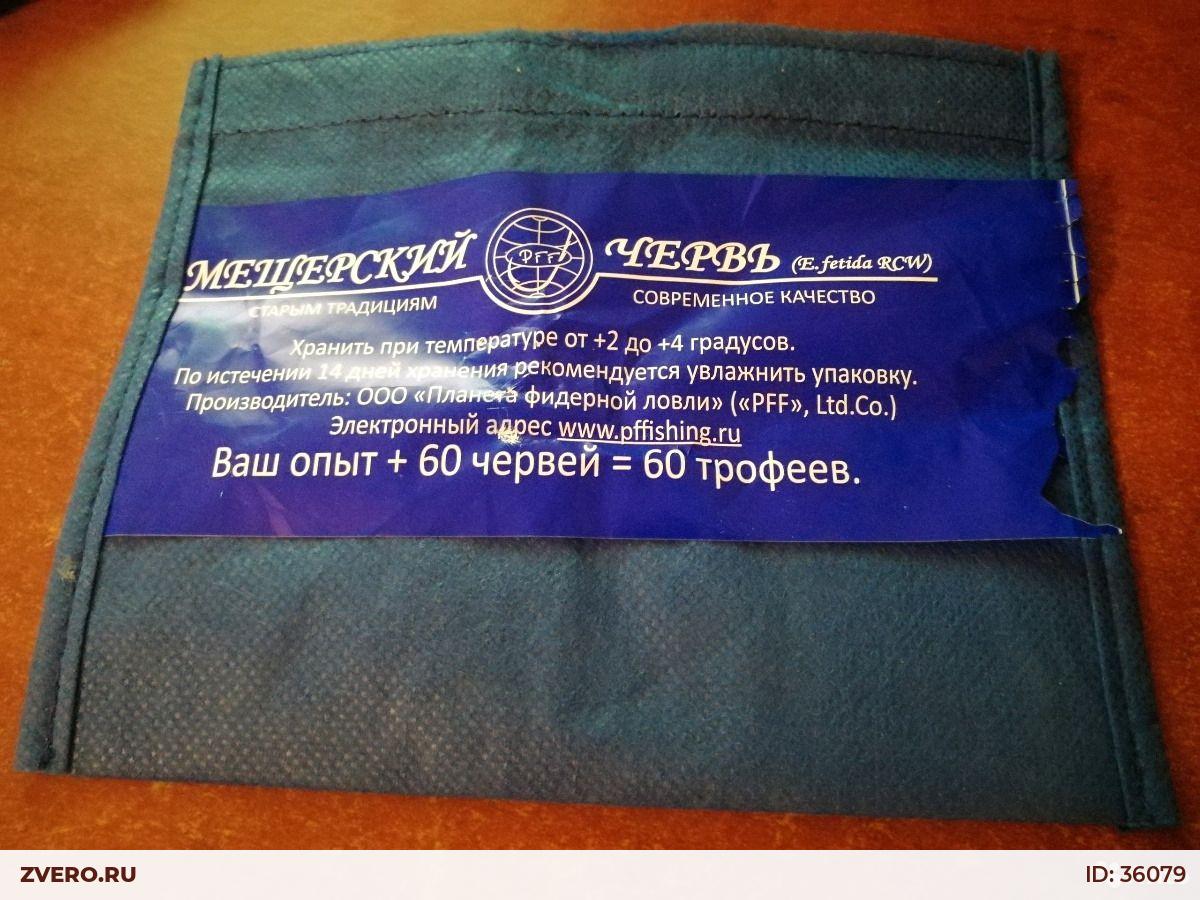 МЕЩЕРСКИЙ PFF ЧЕРВЬ (E. fetida RCW)
СТАРЫМ ТРАДИЦИЯМ СОВРЕМЕННОЕ КАЧЕСТВО
Хранить при температуре от +2 до +4 градусов.
По истечении 14 дней хранения рекомендуется увлажнить упаковку.
Производитель: ООО «Планета фидерной ловли» («PFF», Ltd.Co.)
Электронный адрес www.pffishing.ru
Ваш опыт + 60 червей = 60 трофеев.
ZVERO.RU ID: 36079